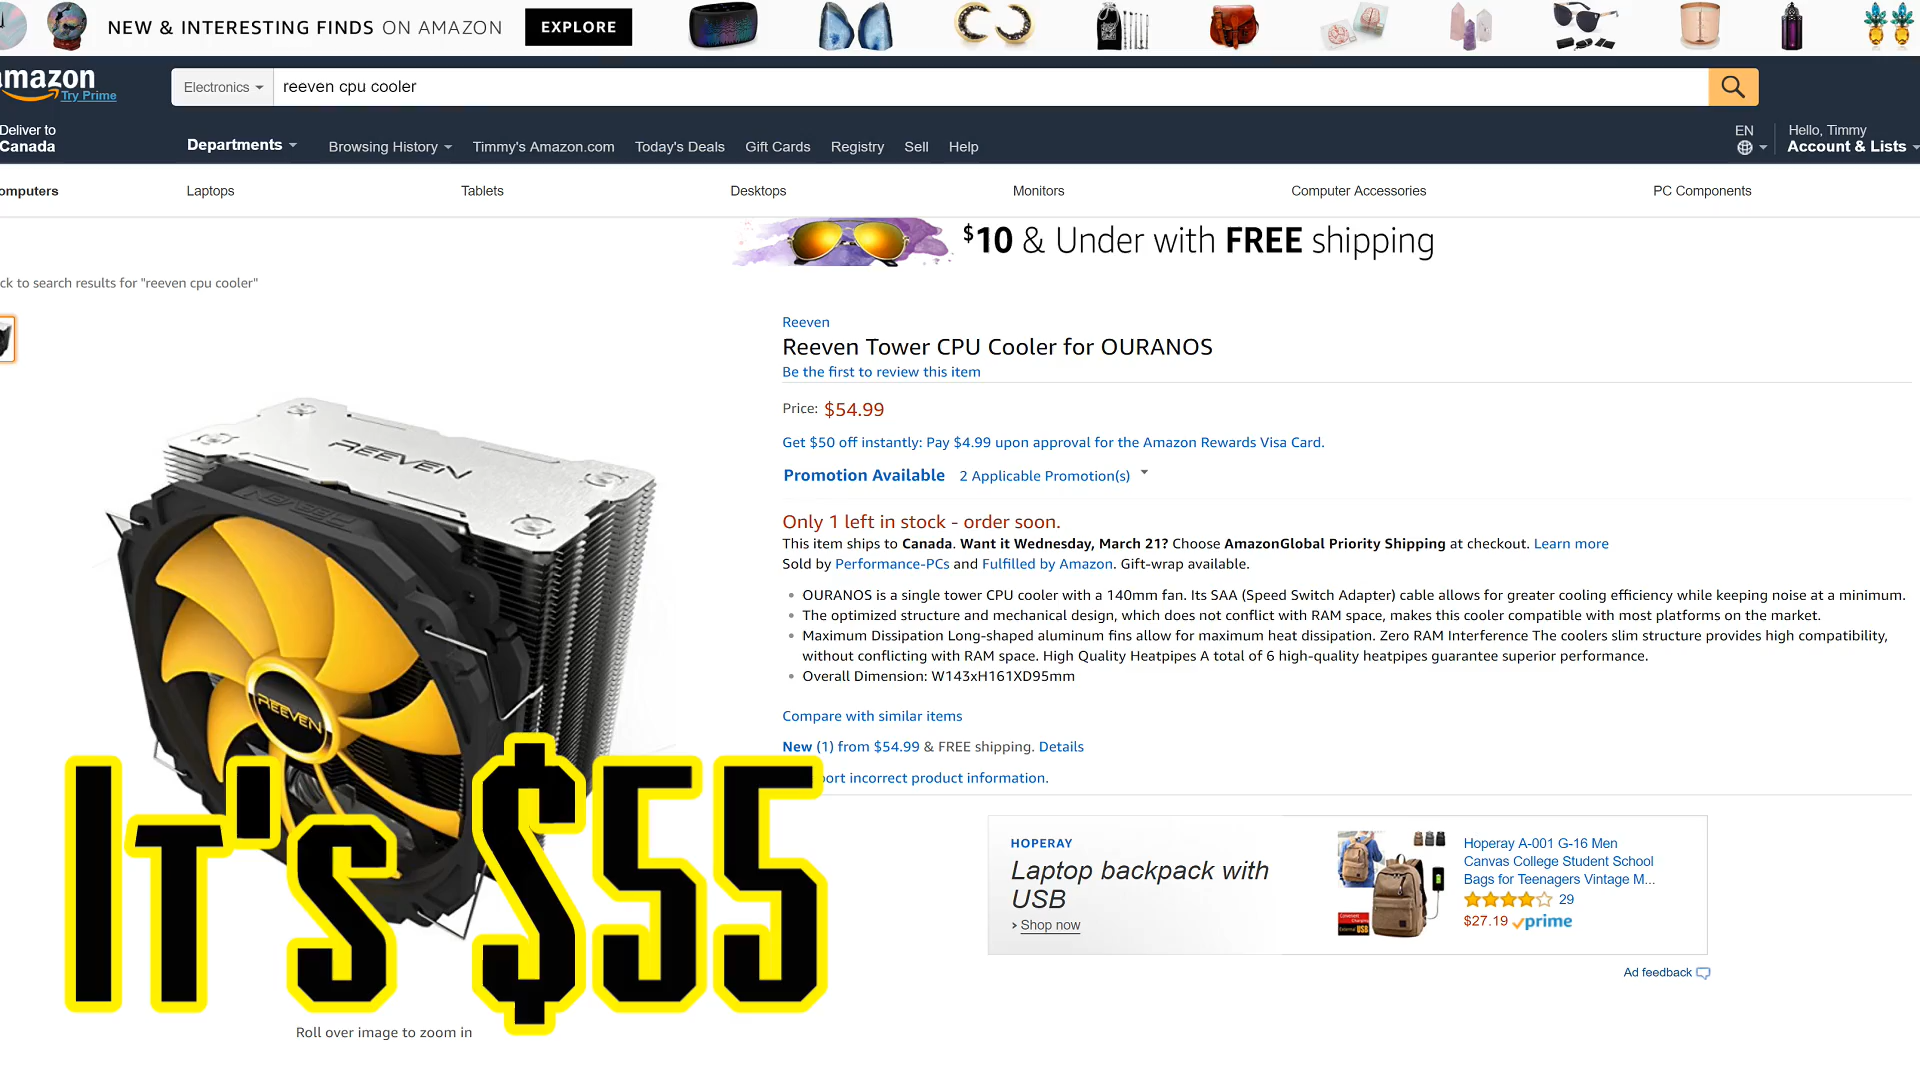 NEW & INTERESTING FINDS ON AMAZON EXPLORE
amazon
Try Prime
Electronics
reeven cpu cooler
Deliver to
Canada
Departments
Browsing History
Timmy's Amazon.com
Today's Deals
Gift Cards
Registry
Sell
Help
EN
Hello, Timmy
Account & Lists
omputers
Laptops
Tablets
Desktops
Monitors
Computer Accessories
PC Components
$10 & Under with FREE shipping
ck to search results for "reeven cpu cooler"
Reeven
Reeven Tower CPU Cooler for OURANOS
Be the first to review this item
Price: $54.99
Get $50 off instantly: Pay $4.99 upon approval for the Amazon Rewards Visa Card.
Promotion Available 2 Applicable Promotion(s)
Only 1 left in stock - order soon.
This item ships to Canada. Want it Wednesday, March 21? Choose AmazonGlobal Priority Shipping at checkout. Learn more
Sold by Performance-PCs and Fulfilled by Amazon. Gift-wrap available.
OURANOS is a single tower CPU cooler with a 140mm fan. Its SAA (Speed Switch Adapter) cable allows for greater cooling efficiency while keeping noise at a minimum.
The optimized structure and mechanical design, which does not conflict with RAM space, makes this cooler compatible with most platforms on the market.
Maximum Dissipation Long-shaped aluminum fins allow for maximum heat dissipation. Zero RAM Interference The coolers slim structure provides high compatibility,
without conflicting with RAM space. High Quality Heatpipes A total of 6 high-quality heatpipes guarantee superior performance.
Overall Dimension: W143xH161XD95mm
Compare with similar items
New (1) from $54.99 & FREE shipping. Details
ort incorrect product information.
REEVEN
REEVEN
REEVEN
It's $55
Roll over image to zoom in
HOPERAY
Laptop backpack with
USB
› Shop now
Hoperay A-001 G-16 Men
Canvas College Student School
Bags for Teenagers Vintage M...
29
$27.19 prime
Ad feedback